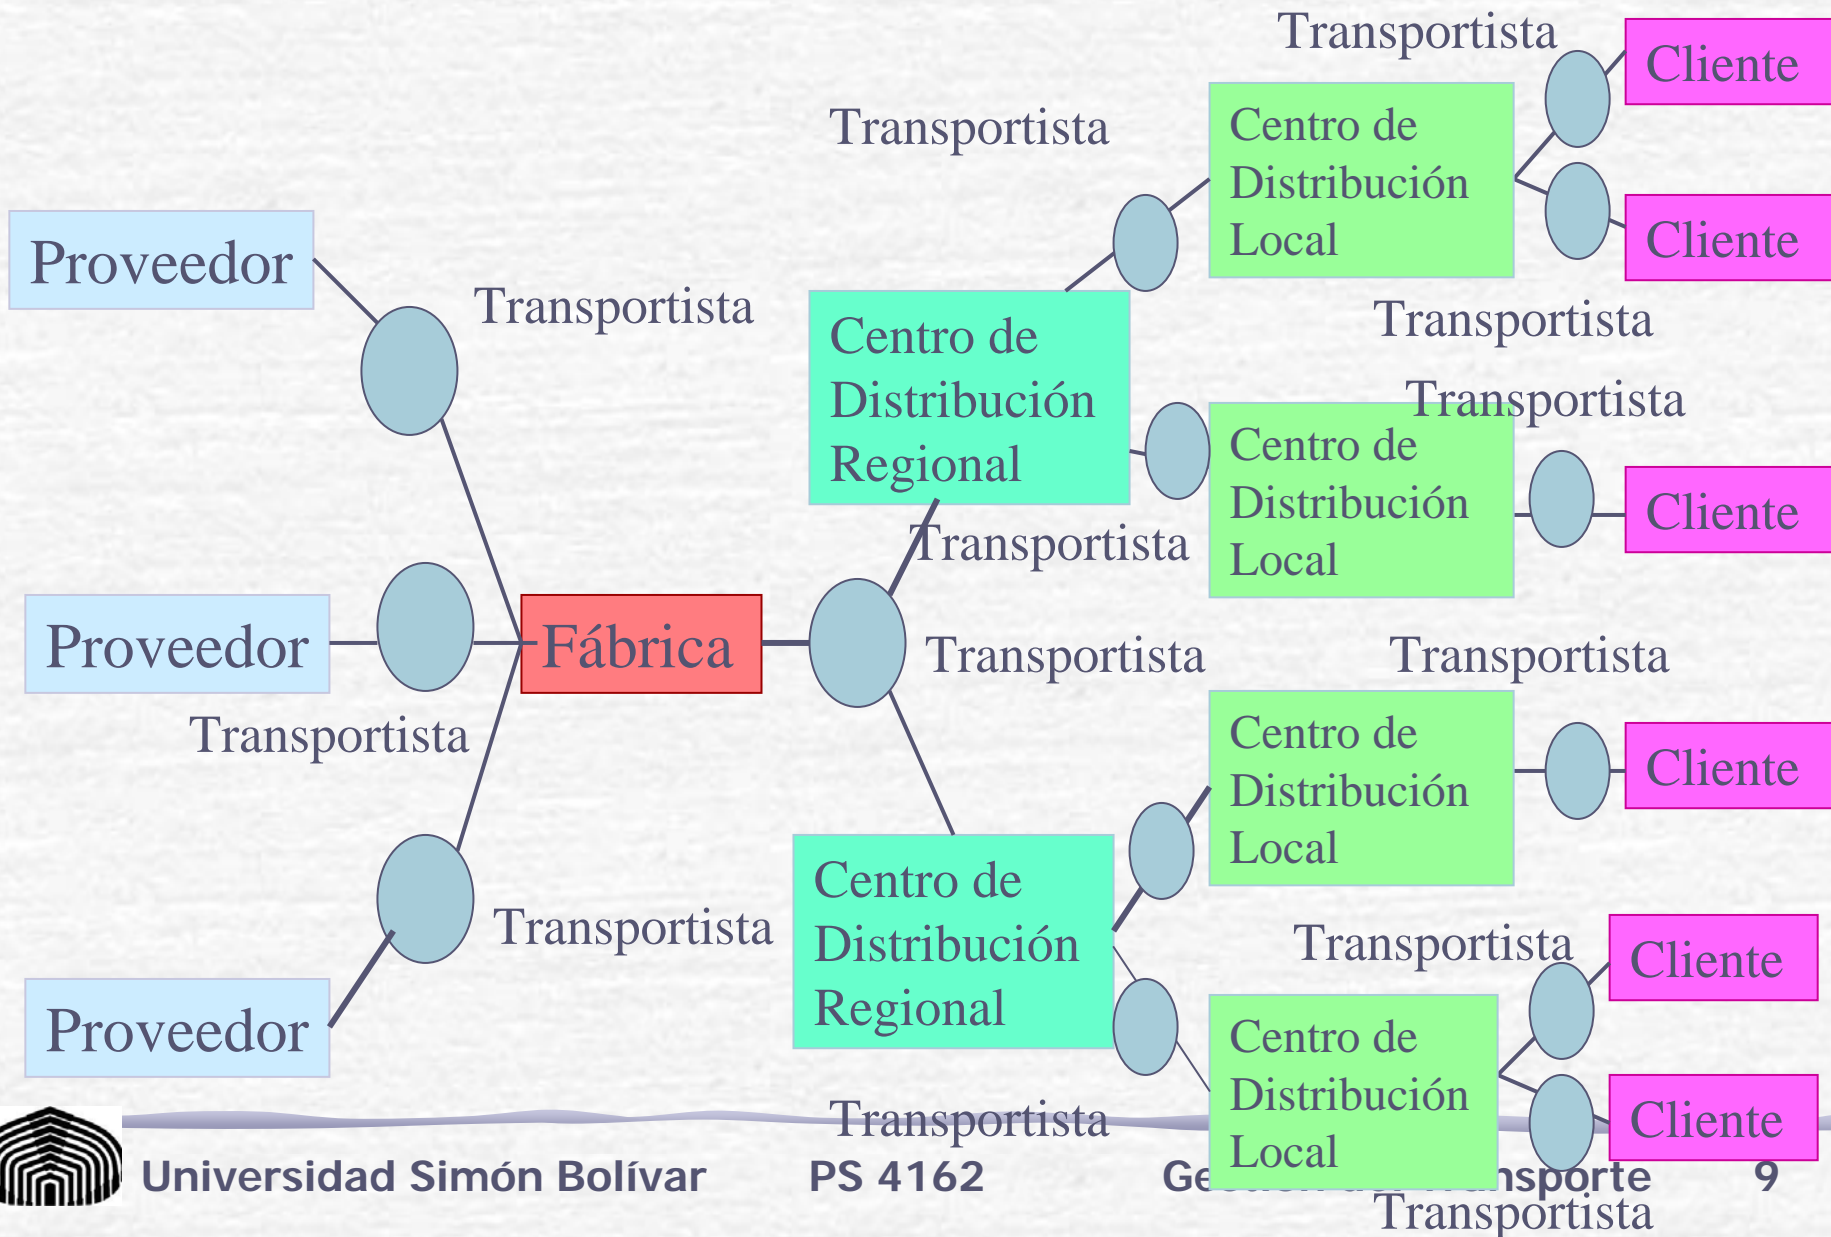 Transportista
Cliente
Transportista
Centro de
Distribución
Local
Cliente
Proveedor
Transportista
Transportista
Centro de
Distribución
Regional
Transportista
Centro de
Distribución
Local
Cliente
Transportista
Proveedor
Fábrica
Transportista
Transportista
Transportista
Centro de
Distribución
Local
Cliente
Centro de
Distribución
Regional
Transportista
Transportista
Cliente
Proveedor
Centro de
Distribución
Local
Cliente
Transportista
Universidad Simón Bolívar PS 4162 Transporte 9
Transportista